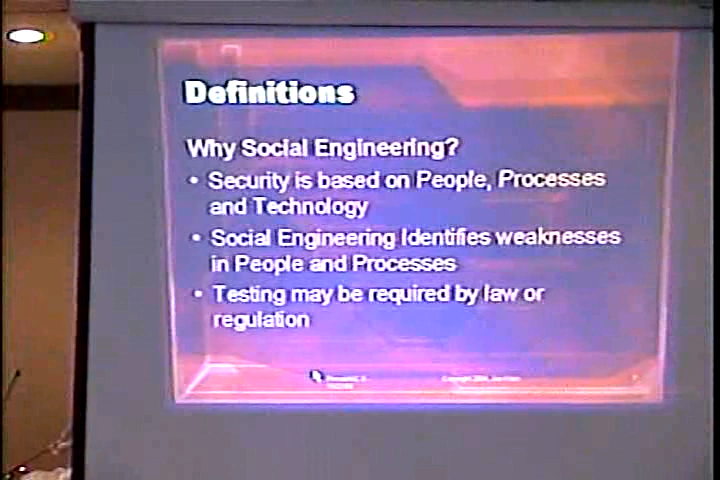 Definitions
Why Social Engineering?
• Security is based on People, Processes
and Technology
• Social Engineering Identifies weaknesses
in People and Processes
• Testing may be required by law or
regulation